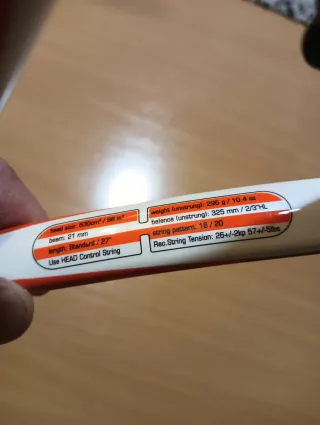 head size: 630cm² / 98 in²
beam: 21 mm
length: Standard / 27"
Use HEAD Control String
weight (unstrung): 295 g / 10.4 oz
balance (unstrung): 325 mm / 2/3"HL
string pattern: 18 / 20
Rec.String Tension: 26+/-2kp 57+/-5lbs